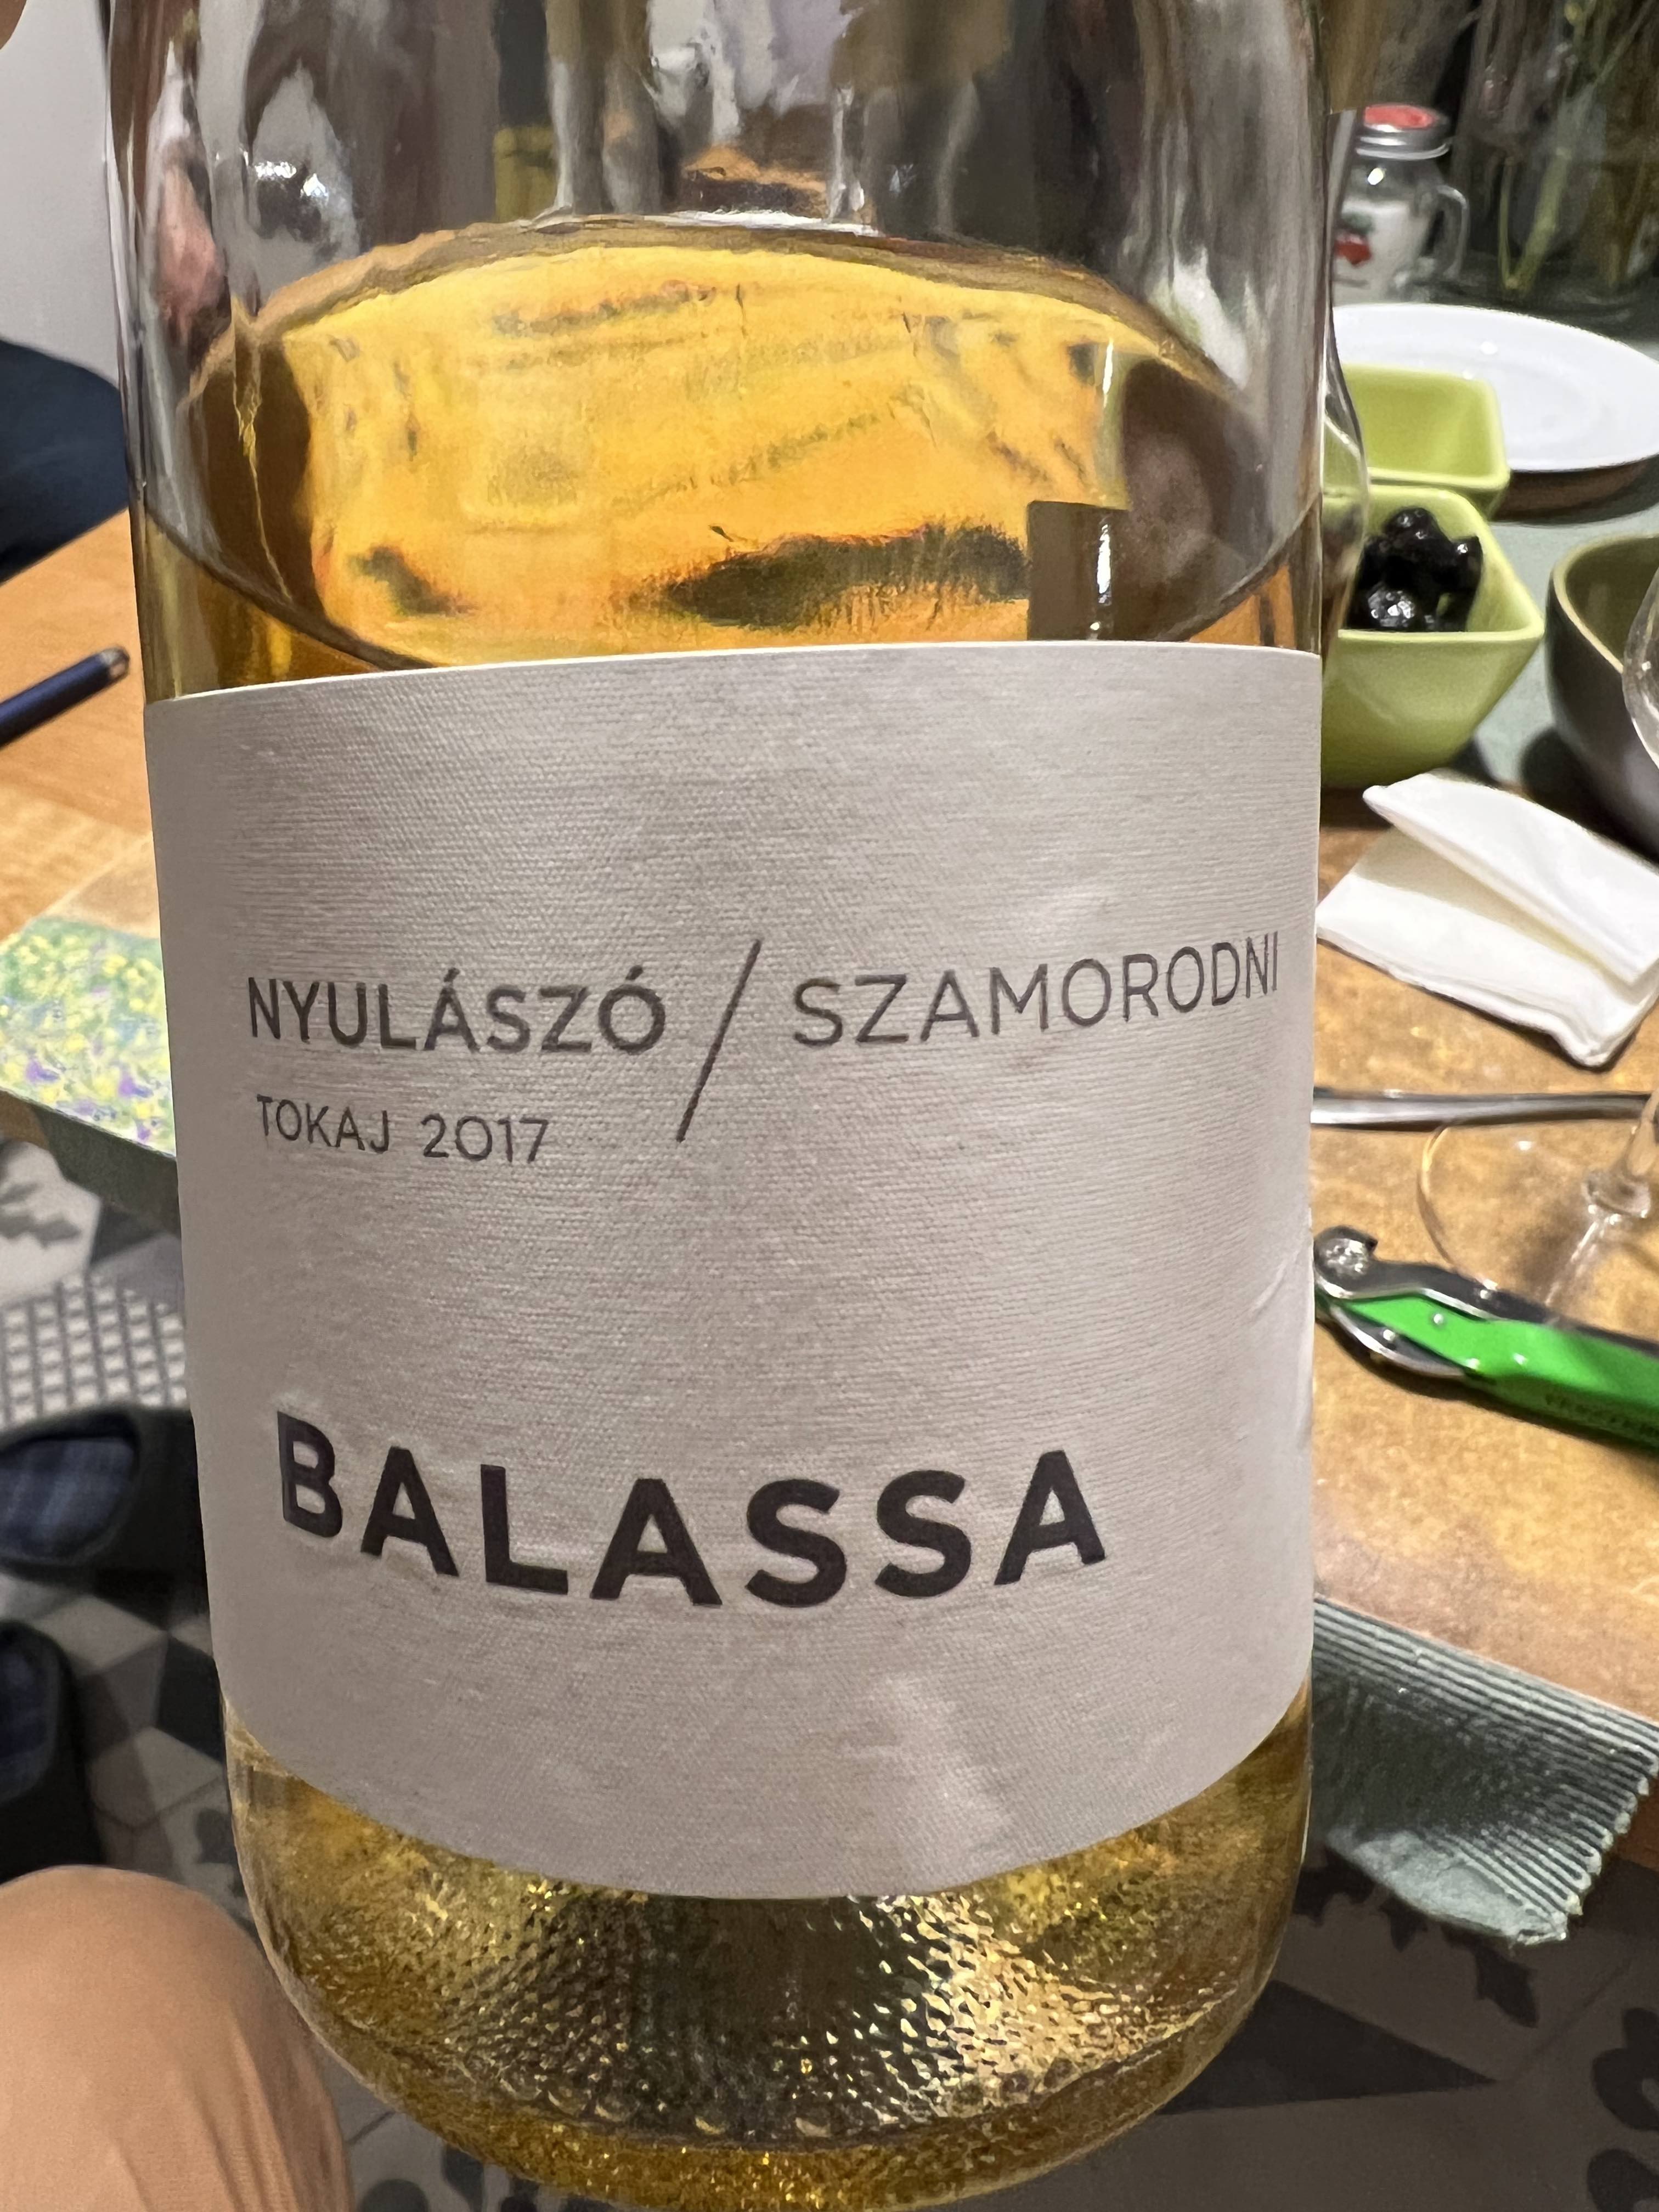 NYULÁSZÓ / SZAMORODNI
TOKAJ 2017
BALASSA